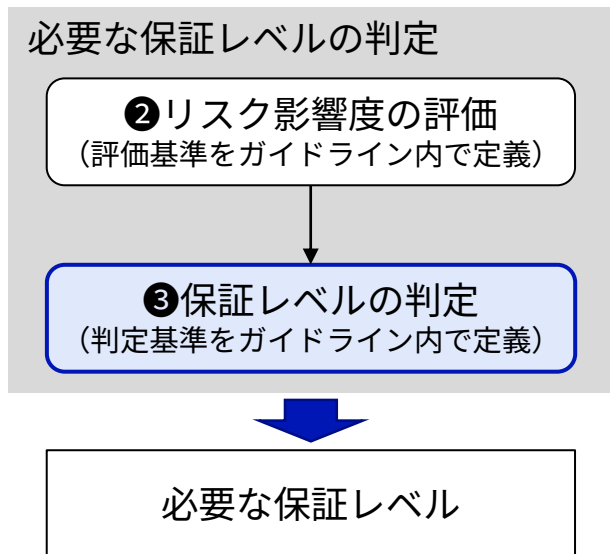 必要な保証レベルの判定
❷リスク影響度の評価
（評価基準をガイドライン内で定義）
❸保証レベルの判定
（判定基準をガイドライン内で定義）
必要な保証レベル